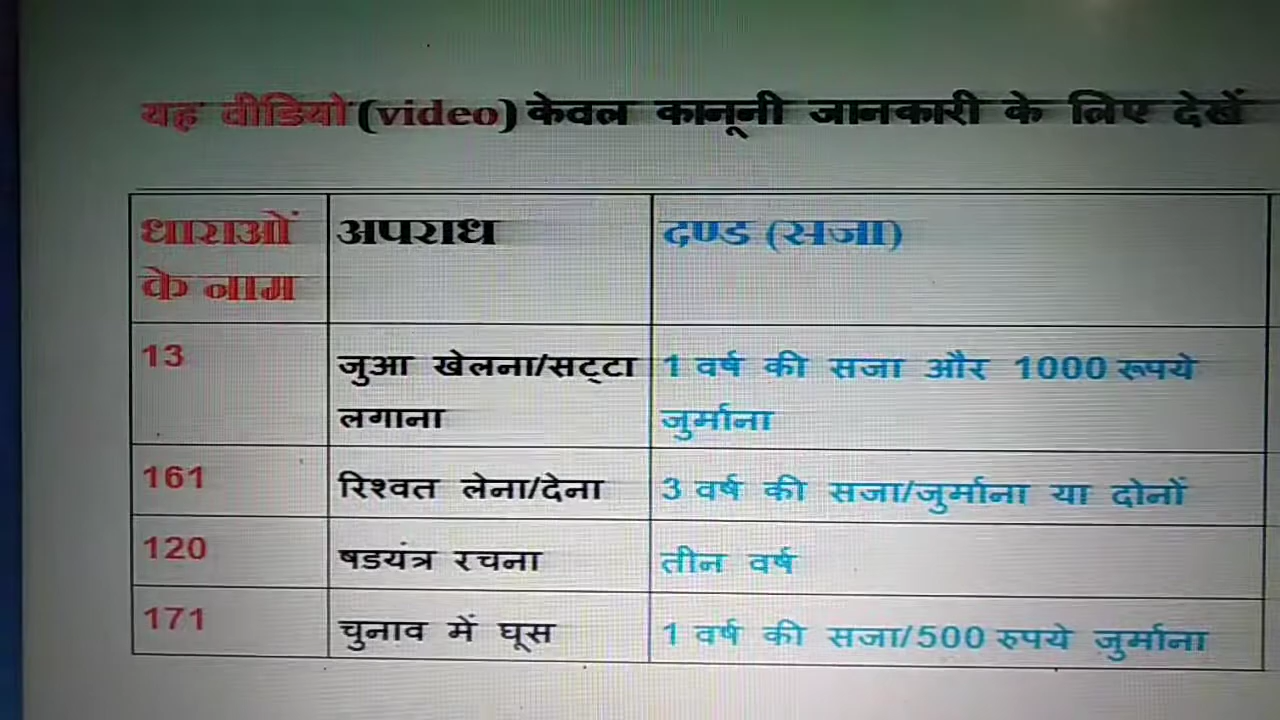 यह वीडियो (video) केवल कानूनी जानकारी के लिए देखें
धाराओं के नाम
अपराध
दण्ड (सजा)
13
जुआ खेलना/सट्टा लगाना
1 वर्ष की सजा और 1000 रूपये जुर्माना
161
रिश्वत लेना/देना
3 वर्ष की सजा/जुर्माना या दोनों
120
षडयंत्र रचना
तीन वर्ष
171
चुनाव में घूस
1 वर्ष की सजा/500 रुपये जुर्माना